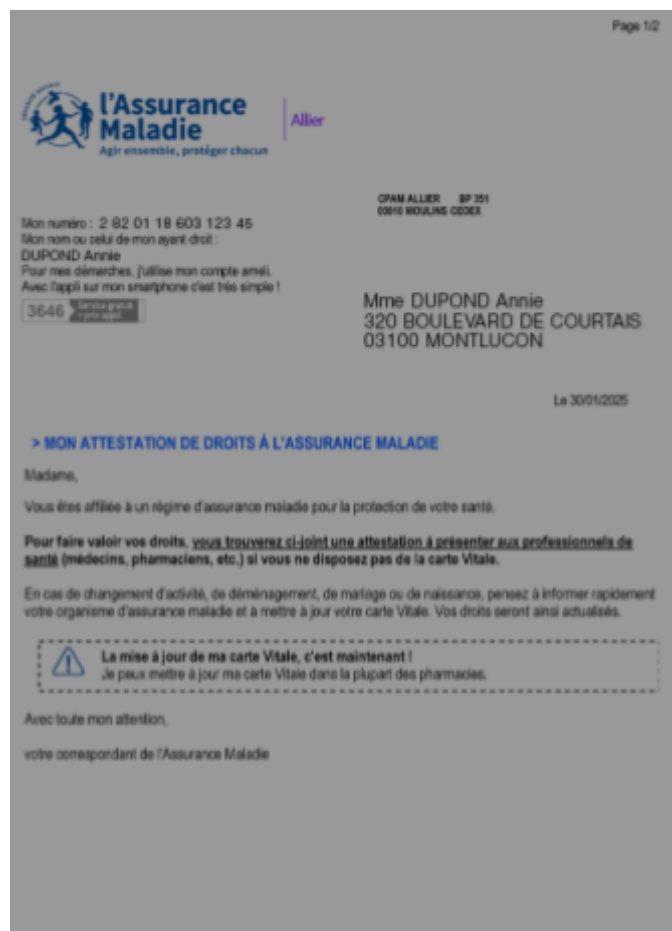 Page 1/2
SÉCURITÉ SOCIALE
l'Assurance
Maladie
Agir ensemble, protéger chacun
Allier
CPAM ALLIER BP 351
03010 MOULINS CEDEX
Mon numéro : 2 82 01 18 603 123 45
Mon nom ou celui de mon ayant droit :
DUPOND Annie
Pour mes démarches, j'utilise mon compte ameli.
Avec l'appli sur mon smartphone c'est très simple !
3646 Service gratuit
+ prix appel
Mme DUPOND Annie
320 BOULEVARD DE COURTAIS
03100 MONTLUCON
Le 30/01/2025
> MON ATTESTATION DE DROITS À L'ASSURANCE MALADIE
Madame,
Vous êtes affiliée à un régime d'assurance maladie pour la protection de votre santé.
Pour faire valoir vos droits, vous trouverez ci-joint une attestation à présenter aux professionnels de
santé (médecins, pharmaciens, etc.) si vous ne disposez pas de la carte Vitale.
En cas de changement d'activité, de déménagement, de mariage ou de naissance, pensez à informer rapidement
votre organisme d'assurance maladie et à mettre à jour votre carte Vitale. Vos droits seront ainsi actualisés.
La mise à jour de ma carte Vitale, c'est maintenant !
Je peux mettre à jour ma carte Vitale dans la plupart des pharmacies.
Avec toute mon attention,
votre correspondant de l'Assurance Maladie